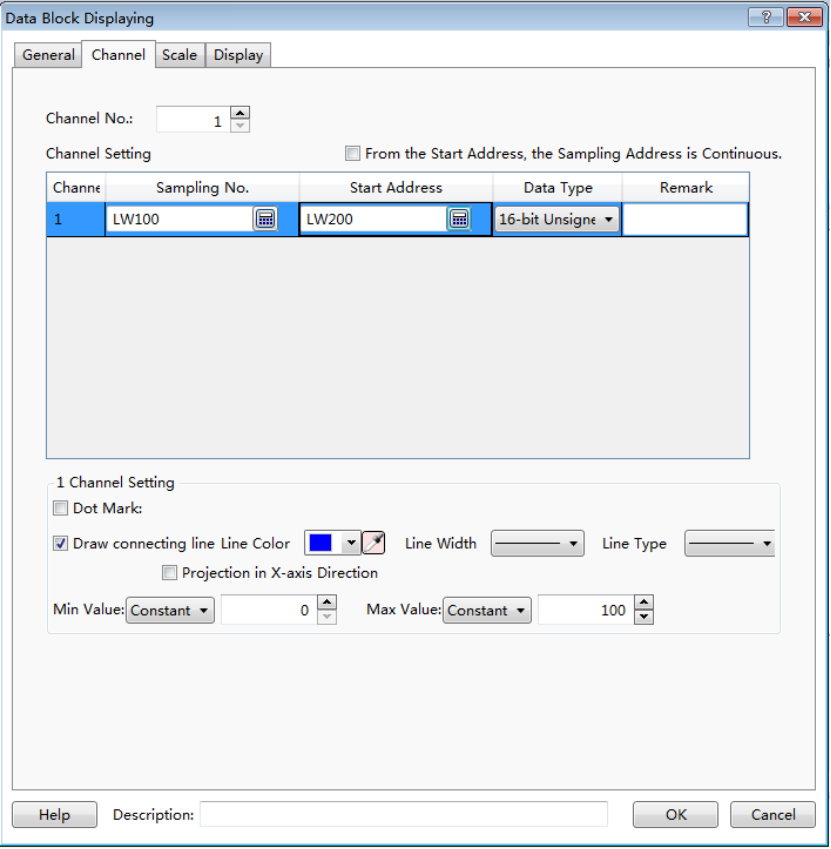 Data Block Displaying
General Channel Scale Display
Channel No.: 1
Channel Setting From the Start Address, the Sampling Address is Continuous.
Channe Sampling No. Start Address Data Type Remark
1 LW100 LW200 16-bit Unsigne
1 Channel Setting
Dot Mark:
Draw connecting line Line Color Line Width Line Type
Projection in X-axis Direction
Min Value: Constant 0 Max Value: Constant 100
Help Description: OK Cancel